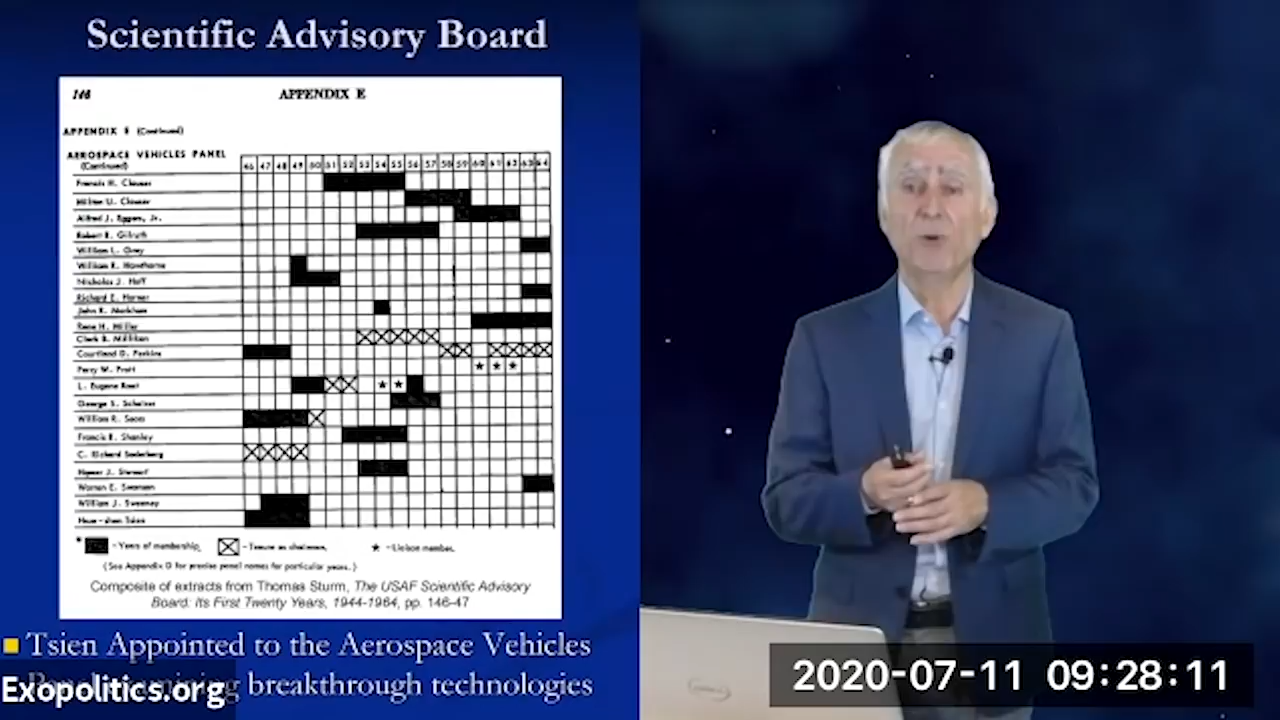 Scientific Advisory Board
146 APPENDIX E
APPENDIX E (Continued)
AEROSPACE VEHICLES PANEL
(Continued)
46 47 48 49 50 51 52 53 54 55 56 57 58 59 60 61 62 63 64
Francis H. Clauser
Milton U. Clauser
Alfred J. Eggers, Jr.
Robert R. Gilruth
William L. Gray
William R. Hawthorne
Nicholas J. Hoff
Richard E. Horner
John R. Markham
Rene H. Miller
Clark B. Millikan
Courtland D. Perkins
Perry W. Pratt
L. Eugene Root
George S. Schairer
William R. Sears
Francis R. Shanley
C. Richard Soderberg
Homer J. Stewart
Warren E. Swanson
William J. Sweeney
Hsue-shen Tsien
* - Years of membership, - Tenure as chairman, ★ - Liaison member.
(See Appendix D for precise panel names for particular years.)
Composite of extracts from Thomas Sturm, The USAF Scientific Advisory
Board: Its First Twenty Years, 1944-1964, pp. 146-47
Tsien Appointed to the Aerospace Vehicles
breakthrough technologies
Exopolitics.org
2020-07-11 09:28:11